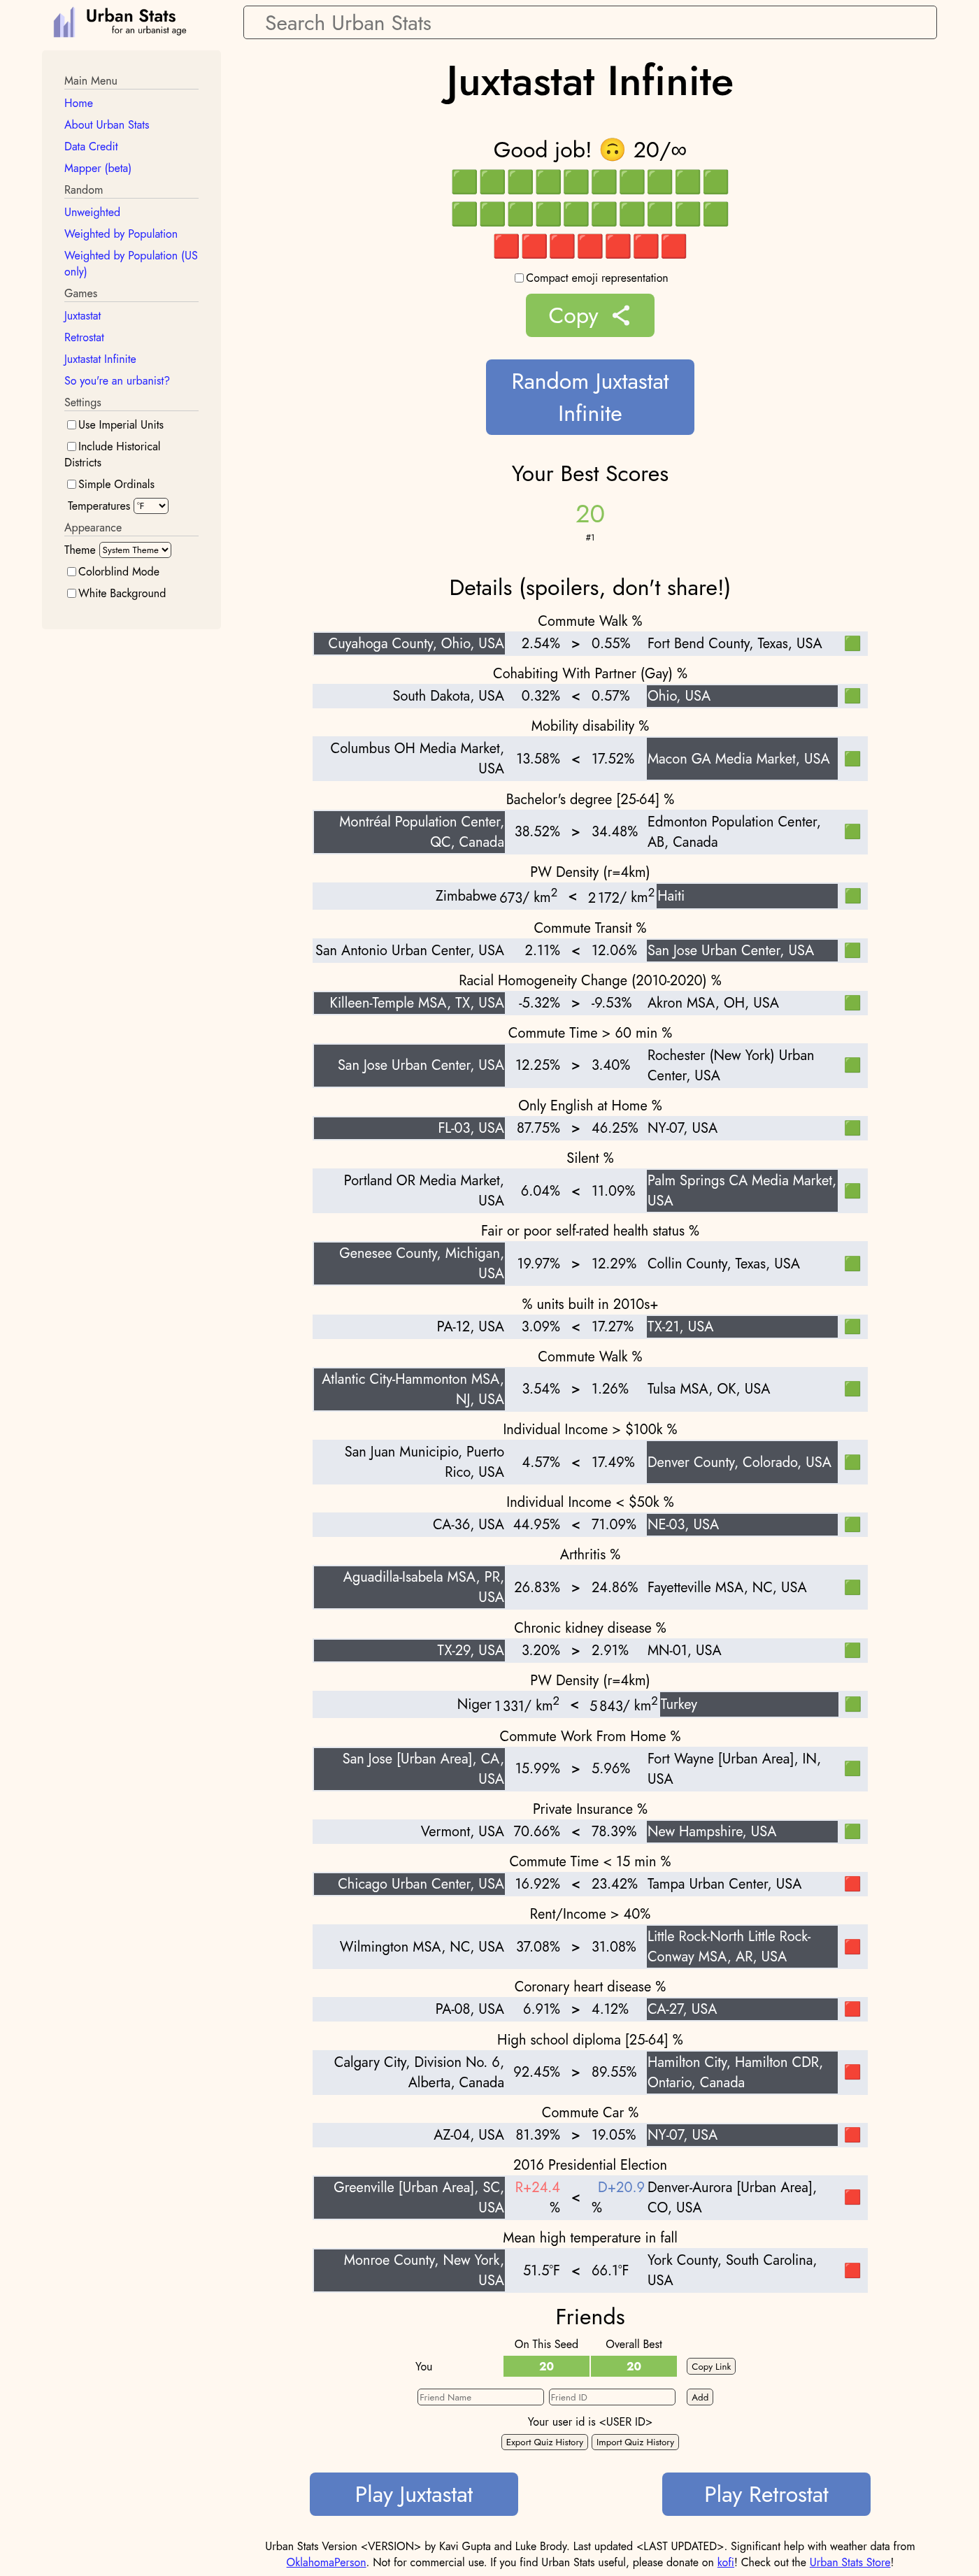 Urban Stats
for an urbanist age
Search Urban Stats
Main Menu
Home
About Urban Stats
Data Credit
Mapper (beta)
Random
Unweighted
Weighted by Population
Weighted by Population (US
only)
Games
Juxtastat
Retrostat
Juxtastat Infinite
So you're an urbanist?
Settings
Use Imperial Units
Include Historical
Districts
Simple Ordinals
Temperatures °F
Appearance
Theme System Theme
Colorblind Mode
White Background
Juxtastat Infinite
Good job! 🙃 20/∞
Compact emoji representation
Copy
Random Juxtastat
Infinite
Your Best Scores
20
#1
Details (spoilers, don't share!)
Commute Walk %
Cuyahoga County, Ohio, USA 2.54% > 0.55% Fort Bend County, Texas, USA
Cohabiting With Partner (Gay) %
South Dakota, USA 0.32% < 0.57% Ohio, USA
Mobility disability %
Columbus OH Media Market,
USA 13.58% < 17.52% Macon GA Media Market, USA
Bachelor's degree [25-64] %
Montréal Population Center,
QC, Canada 38.52% > 34.48% Edmonton Population Center,
AB, Canada
PW Density (r=4km)
Zimbabwe 673/ km² < 2 172/ km² Haiti
Commute Transit %
San Antonio Urban Center, USA 2.11% < 12.06% San Jose Urban Center, USA
Racial Homogeneity Change (2010-2020) %
Killeen-Temple MSA, TX, USA -5.32% > -9.53% Akron MSA, OH, USA
Commute Time > 60 min %
San Jose Urban Center, USA 12.25% > 3.40% Rochester (New York) Urban
Center, USA
Only English at Home %
FL-03, USA 87.75% > 46.25% NY-07, USA
Silent %
Portland OR Media Market,
USA 6.04% < 11.09% Palm Springs CA Media Market,
USA
Fair or poor self-rated health status %
Genesee County, Michigan,
USA 19.97% > 12.29% Collin County, Texas, USA
% units built in 2010s+
PA-12, USA 3.09% < 17.27% TX-21, USA
Commute Walk %
Atlantic City-Hammonton MSA,
NJ, USA 3.54% > 1.26% Tulsa MSA, OK, USA
Individual Income > $100k %
San Juan Municipio, Puerto
Rico, USA 4.57% < 17.49% Denver County, Colorado, USA
Individual Income < $50k %
CA-36, USA 44.95% < 71.09% NE-03, USA
Arthritis %
Aguadilla-Isabela MSA, PR,
USA 26.83% > 24.86% Fayetteville MSA, NC, USA
Chronic kidney disease %
TX-29, USA 3.20% > 2.91% MN-01, USA
PW Density (r=4km)
Niger 1 331/ km² < 5 843/ km² Turkey
Commute Work From Home %
San Jose [Urban Area], CA,
USA 15.99% > 5.96% Fort Wayne [Urban Area], IN,
USA
Private Insurance %
Vermont, USA 70.66% < 78.39% New Hampshire, USA
Commute Time < 15 min %
Chicago Urban Center, USA 16.92% < 23.42% Tampa Urban Center, USA
Rent/Income > 40%
Wilmington MSA, NC, USA 37.08% > 31.08% Little Rock-North Little Rock-
Conway MSA, AR, USA
Coronary heart disease %
PA-08, USA 6.91% > 4.12% CA-27, USA
High school diploma [25-64] %
Calgary City, Division No. 6,
Alberta, Canada 92.45% > 89.55% Hamilton City, Hamilton CDR,
Ontario, Canada
Commute Car %
AZ-04, USA 81.39% > 19.05% NY-07, USA
2016 Presidential Election
Greenville [Urban Area], SC,
USA R+24.4
% < D+20.9
% Denver-Aurora [Urban Area],
CO, USA
Mean high temperature in fall
Monroe County, New York,
USA 51.5°F < 66.1°F York County, South Carolina,
USA
Friends
On This Seed Overall Best
You 20 20 Copy Link
Friend Name Friend ID Add
Your user id is <USER ID>
Export Quiz History Import Quiz History
Play Juxtastat Play Retrostat
Urban Stats Version <VERSION> by Kavi Gupta and Luke Brody. Last updated <LAST UPDATED>. Significant help with weather data from
OklahomaPerson. Not for commercial use. If you find Urban Stats useful, please donate on kofi! Check out the Urban Stats Store!